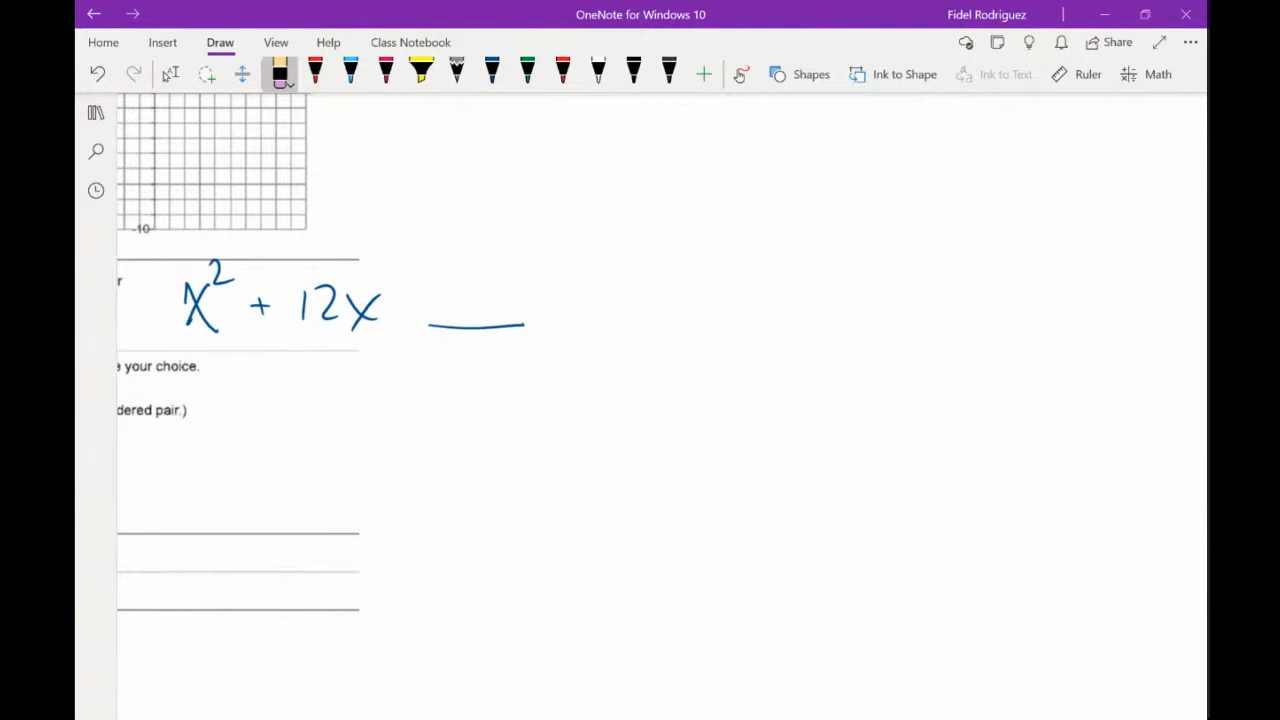 OneNote for Windows 10
Fidel Rodriguez
Home Insert Draw View Help Class Notebook
Share
Shapes Ink to Shape Ink to Text Ruler Math
-10
r
x² + 12x ____
e your choice.
dered pair.)